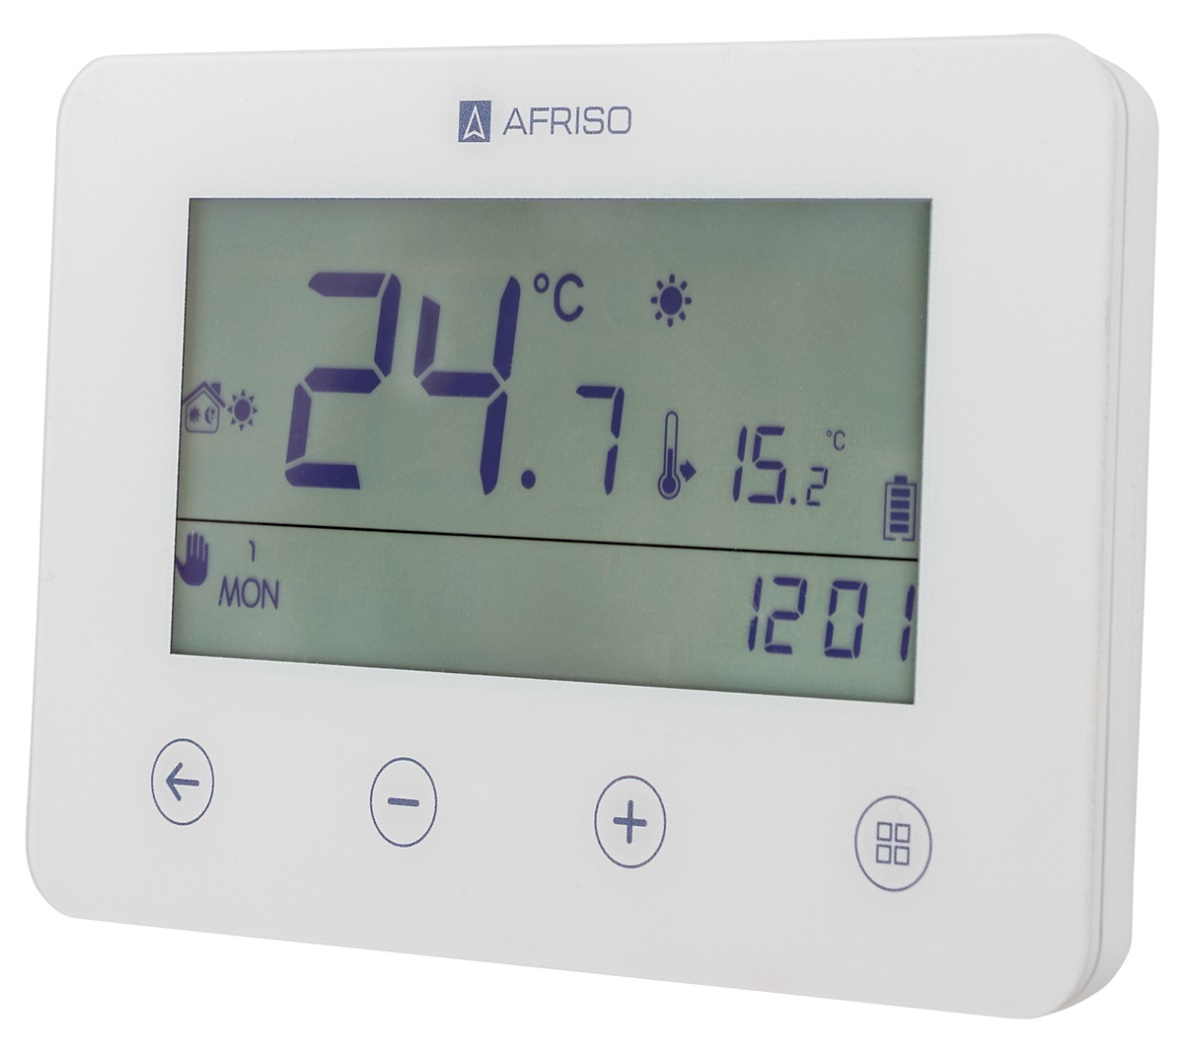 AFRISO
24.7 °C
15.2 °C
1
MON
1201